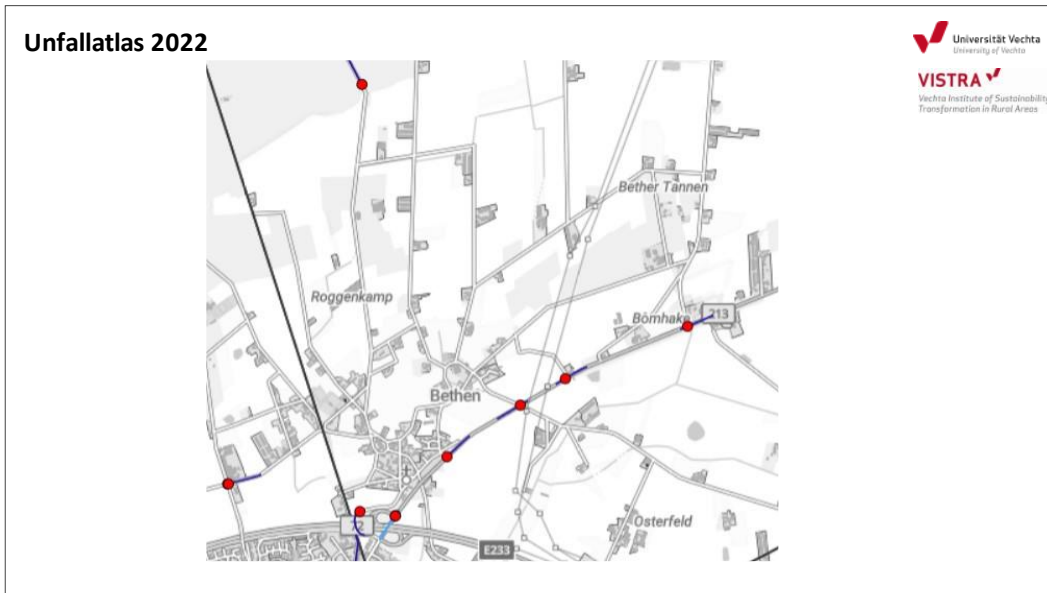 Unfallatlas 2022
Universität Vechta
University of Vechta
VISTRA
Vechta Institute of Sustainability
Transformation in Rural Areas
Bether Tannen
Roggenkamp
Bömhake
213
Bethen
72
Osterfeld
E233